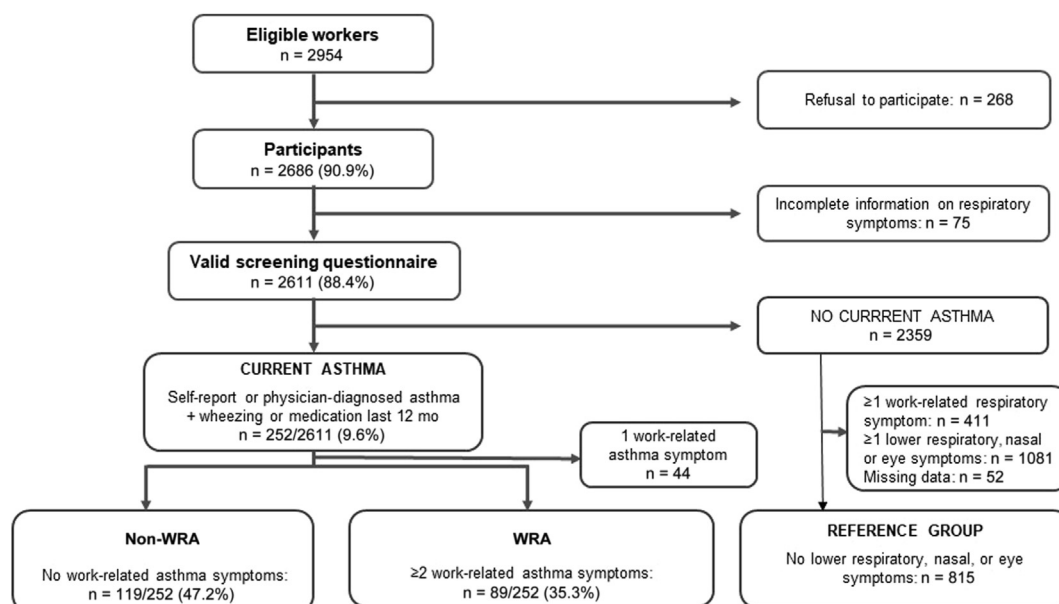 Eligible workers
n = 2954
Refusal to participate: n = 268
Participants
n = 2686 (90.9%)
Incomplete information on respiratory
symptoms: n = 75
Valid screening questionnaire
n = 2611 (88.4%)
NO CURRRENT ASTHMA
n = 2359
CURRENT ASTHMA
Self-report or physician-diagnosed asthma
+ wheezing or medication last 12 mo
n = 252/2611 (9.6%)
≥1 work-related respiratory
symptom: n = 411
≥1 lower respiratory, nasal
or eye symptoms: n = 1081
Missing data: n = 52
1 work-related
asthma symptom
n = 44
Non-WRA
No work-related asthma symptoms:
n = 119/252 (47.2%)
WRA
≥2 work-related asthma symptoms:
n = 89/252 (35.3%)
REFERENCE GROUP
No lower respiratory, nasal, or eye
symptoms: n = 815